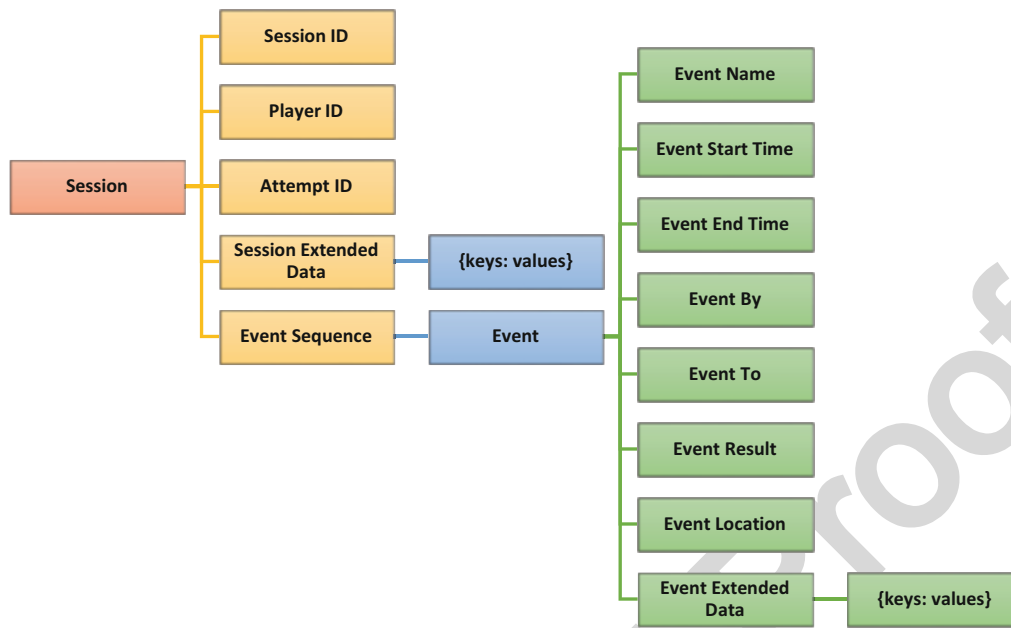 Session
Session ID
Player ID
Attempt ID
Session Extended
Data
{keys: values}
Event Sequence
Event
Event Name
Event Start Time
Event End Time
Event By
Event To
Event Result
Event Location
Event Extended
Data
{keys: values}
Proof